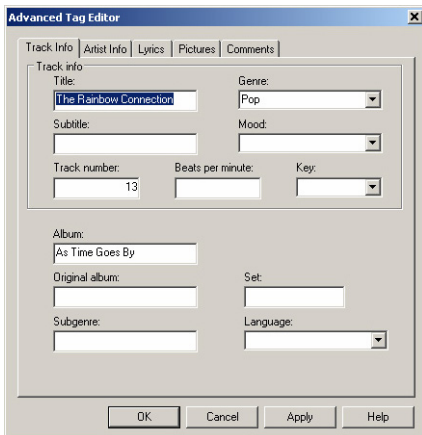 Advanced Tag Editor
Track Info Artist Info Lyrics Pictures Comments
Track info
Title: Genre:
The Rainbow Connection Pop
Subtitle: Mood:
Track number: Beats per minute: Key:
13
Album:
As Time Goes By
Original album: Set:
Subgenre: Language:
OK Cancel Apply Help